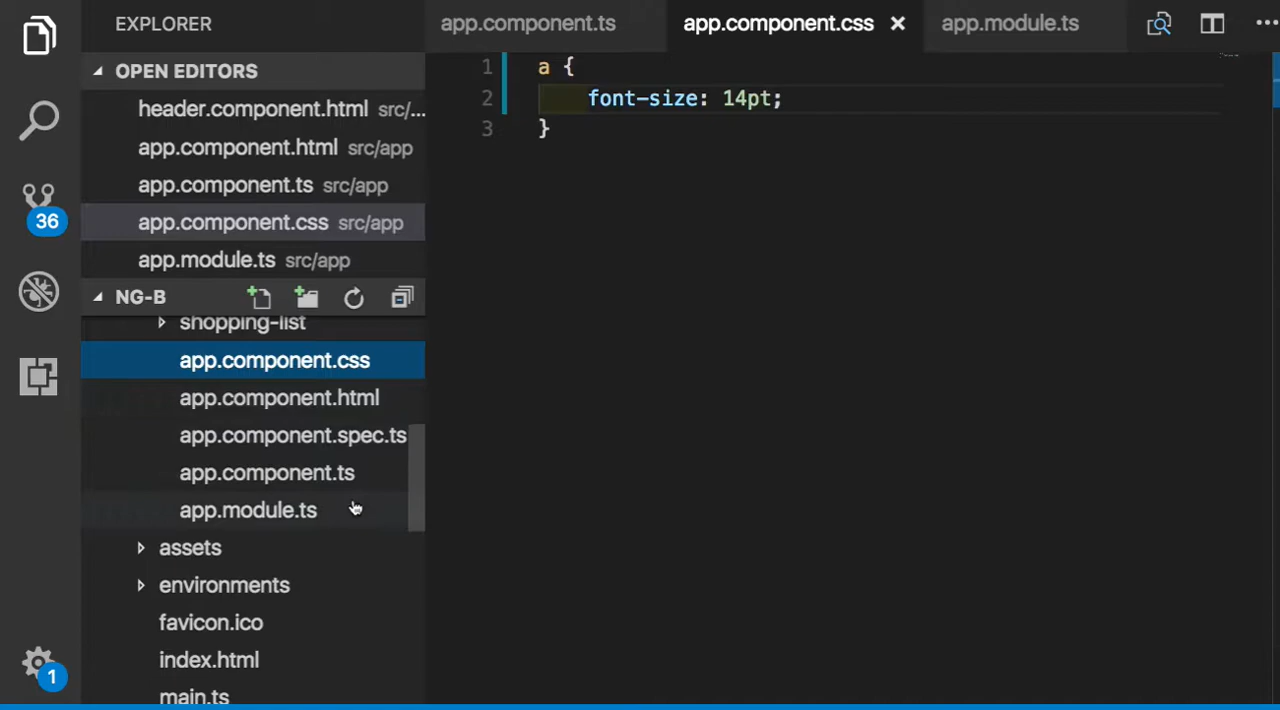 EXPLORER
app.component.ts app.component.css app.module.ts
OPEN EDITORS
header.component.html src/...
app.component.html src/app
app.component.ts src/app
app.component.css src/app
app.module.ts src/app
NG-B
shopping-list
app.component.css
app.component.html
app.component.spec.ts
app.component.ts
app.module.ts
assets
environments
favicon.ico
index.html
main.ts
36
1
1 a {
2 font-size: 14pt;
3 }